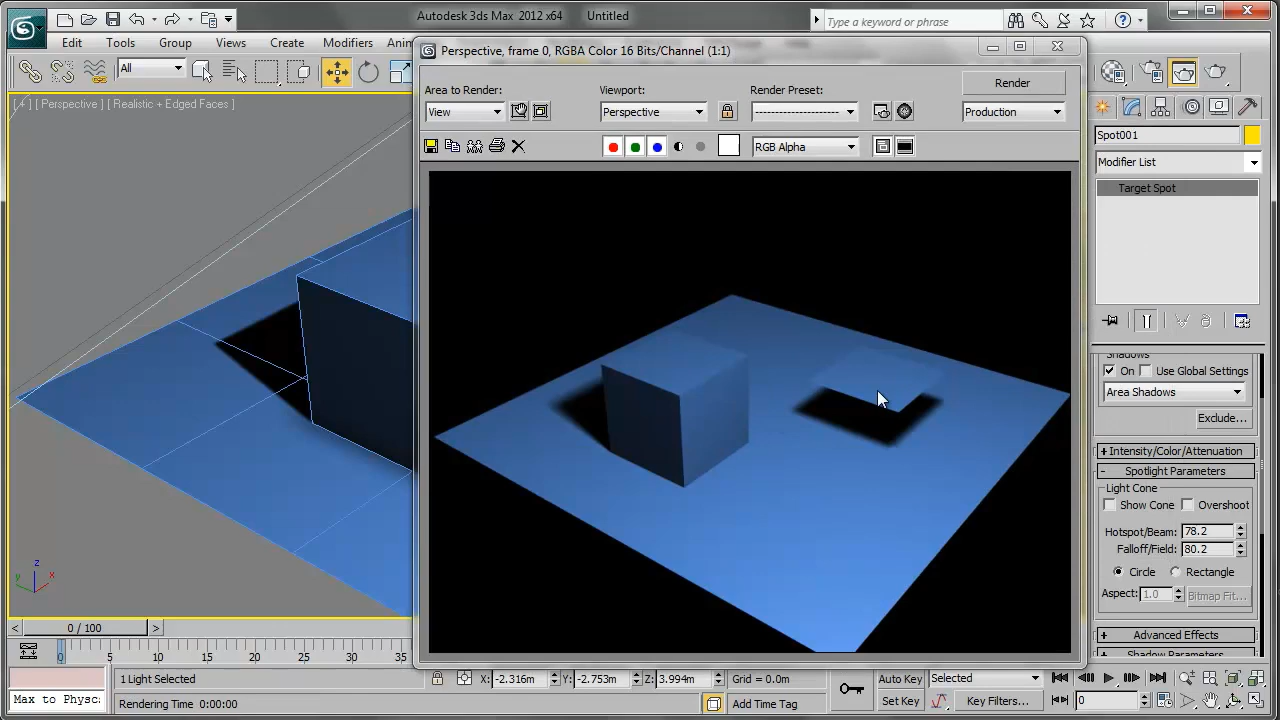 Autodesk 3ds Max 2012 x64 Untitled
Type a keyword or phrase
Edit Tools Group Views Create Modifiers
All
[ + ] [ Perspective ] [ Realistic + Edged Faces ]
Perspective, frame 0, RGBA Color 16 Bits/Channel (1:1)
Area to Render: Viewport: Render Preset: Render
View Perspective Production
RGB Alpha
Spot001
Modifier List
Target Spot
Shadows
On Use Global Settings
Area Shadows
Exclude...
+ Intensity/Color/Attenuation
- Spotlight Parameters
Light Cone
Show Cone Overshoot
Hotspot/Beam: 78.2
Falloff/Field: 80.2
Circle Rectangle
Aspect: 1.0 Bitmap Fit...
+ Advanced Effects
+ Shadow Parameters
z
y x
< 0 / 100 >
0 5 10 15 20 25 30 35
1 Light Selected X: -2.316m Y: -2.753m Z: 3.994m Grid = 0.0m Auto Key Selected
Max to Physc: Rendering Time 0:00:00 Add Time Tag Set Key Key Filters... 0